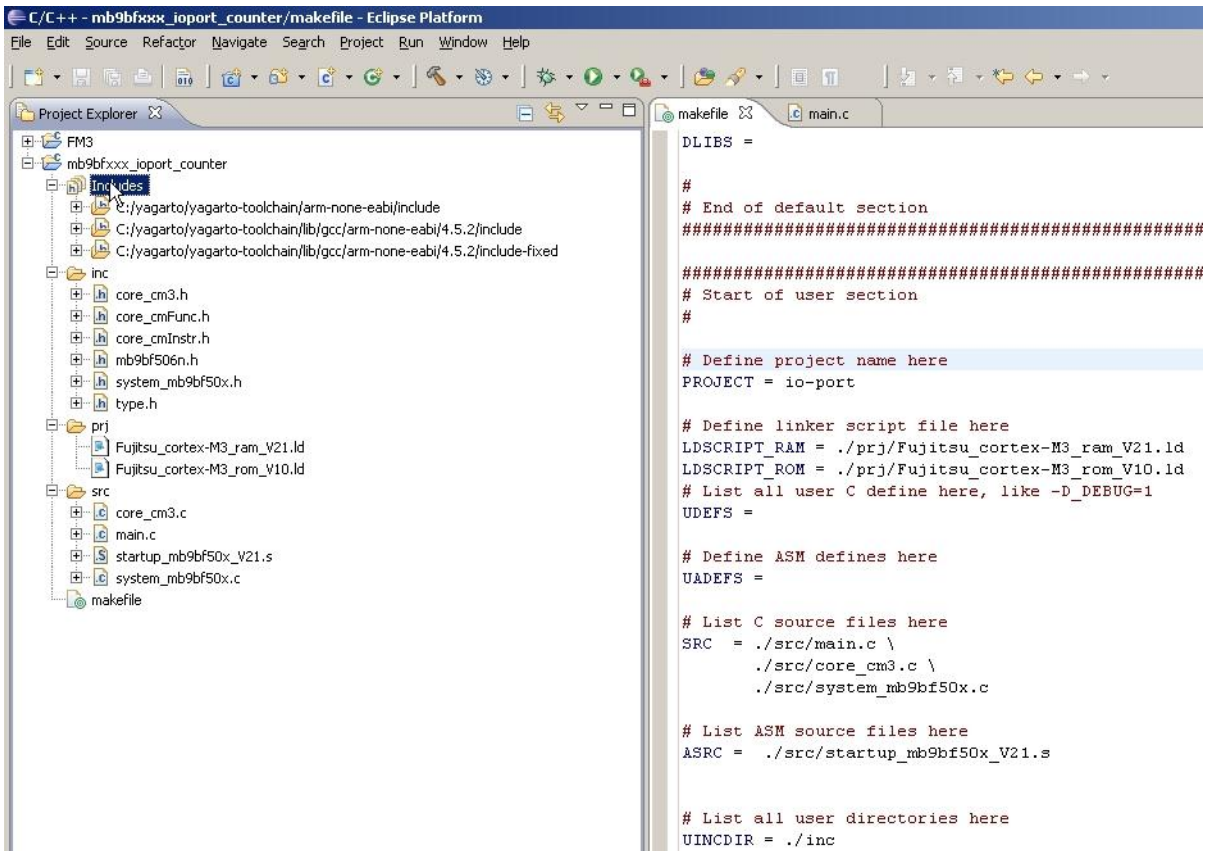 C/C++ - mb9bfxxx_ioport_counter/makefile - Eclipse Platform
File Edit Source Refactor Navigate Search Project Run Window Help
Project Explorer
FM3
mb9bfxxx_ioport_counter
Includes
C:/yagarto/yagarto-toolchain/arm-none-eabi/include
C:/yagarto/yagarto-toolchain/lib/gcc/arm-none-eabi/4.5.2/include
C:/yagarto/yagarto-toolchain/lib/gcc/arm-none-eabi/4.5.2/include-fixed
inc
core_cm3.h
core_cmFunc.h
core_cmInstr.h
mb9bf506n.h
system_mb9bf50x.h
type.h
prj
Fujitsu_cortex-M3_ram_V21.ld
Fujitsu_cortex-M3_rom_V10.ld
src
core_cm3.c
main.c
startup_mb9bf50x_V21.s
system_mb9bf50x.c
makefile
makefile main.c
DLIBS =
#
# End of default section
###################################################
###################################################
# Start of user section
#
# Define project name here
PROJECT = io-port
# Define linker script file here
LDSCRIPT_RAM = ./prj/Fujitsu_cortex-M3_ram_V21.ld
LDSCRIPT_ROM = ./prj/Fujitsu_cortex-M3_rom_V10.ld
# List all user C define here, like -D_DEBUG=1
UDEFS =
# Define ASM defines here
UADEFS =
# List C source files here
SRC = ./src/main.c \
./src/core_cm3.c \
./src/system_mb9bf50x.c
# List ASM source files here
ASRC = ./src/startup_mb9bf50x_V21.s
# List all user directories here
UINCDIR = ./inc